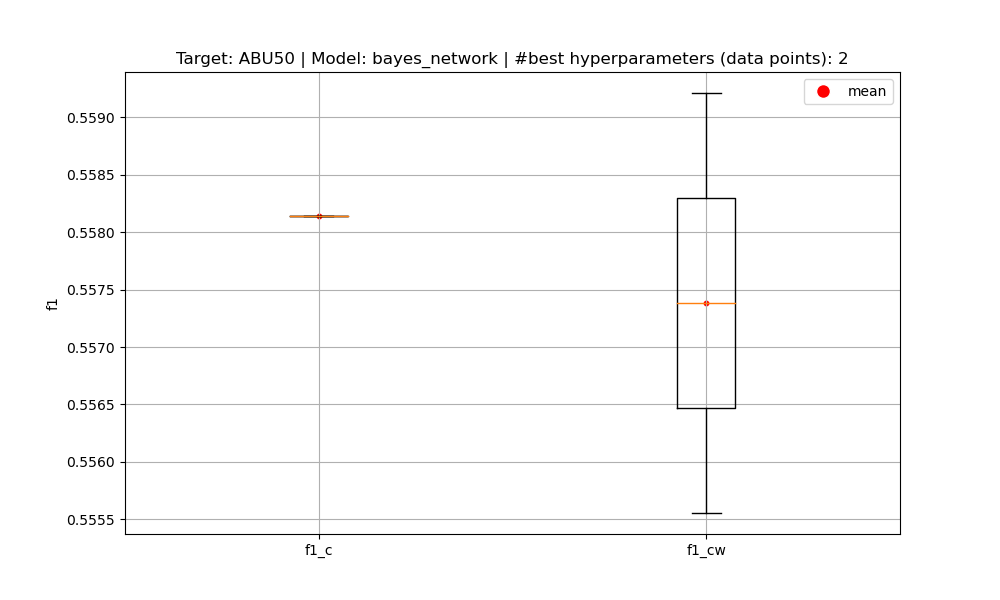 Target: ABU50 | Model: bayes_network | #best hyperparameters (data points): 2
mean
0.5590
0.5585
0.5580
0.5575
0.5570
0.5565
0.5560
0.5555
f1
f1_c
f1_cw